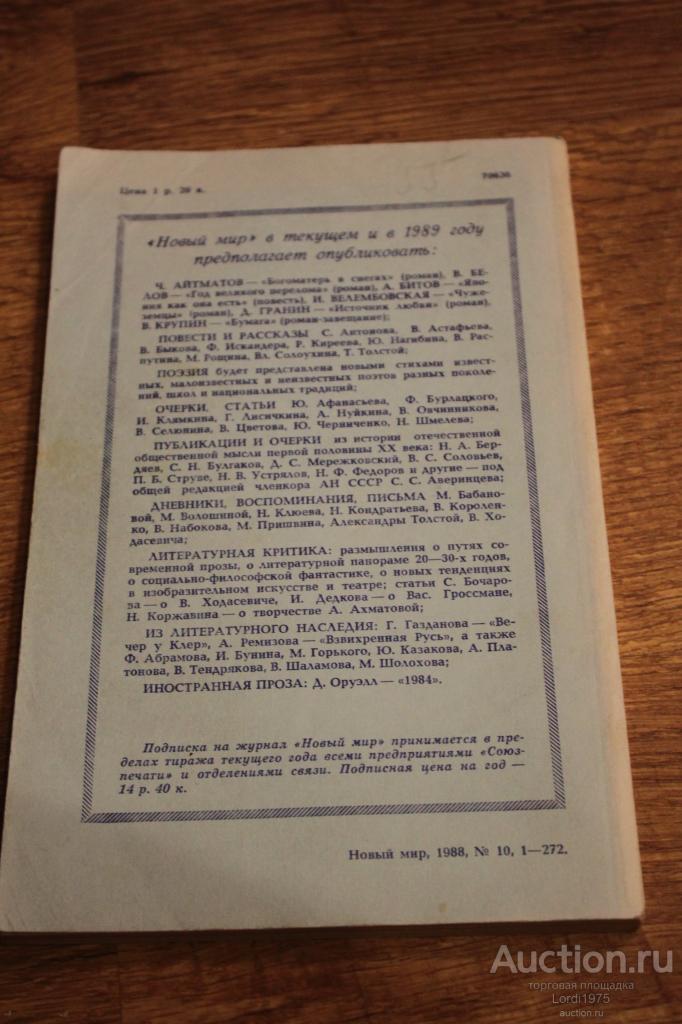 Цена 1 р. 20 к.
70636
«Новый мир» в текущем и в 1989 году
предполагает опубликовать:
Ч. АЙТМАТОВ — «Богоматерь в снегах» (роман), В. БЕ-
ЛОВ — «Год великого перелома» (роман), А. БИТОВ — «Япо-
ния как она есть» (повесть), И. ВЕЛЕМБОВСКАЯ — «Чуже-
земцы» (роман), Д. ГРАНИН — «Источник любви» (роман),
В. КРУПИН — «Бумага» (роман-завещание);
ПОВЕСТИ И РАССКАЗЫ С. Антонова, В. Астафьева,
В. Быкова, Ф. Искандера, Р. Киреева, Ю. Нагибина, В. Рас-
путина, М. Рощина, Вл. Солоухина, Т. Толстой;
ПОЭЗИЯ будет представлена новыми стихами извест-
ных, малоизвестных и неизвестных поэтов разных поколе-
ний, школ и национальных традиций;
ОЧЕРКИ, СТАТЬИ Ю. Афанасьева, Ф. Бурлацкого,
И. Клямкина, Г. Лисичкина, А. Нуйкина, В. Овчинникова,
В. Селюнина, В. Цветова, Ю. Черниченко, Н. Шмелева;
ПУБЛИКАЦИИ И ОЧЕРКИ из истории отечественной
общественной мысли первой половины XX века: Н. А. Бер-
дяев, С. Н. Булгаков, Д. С. Мережковский, В. С. Соловьев,
П. Б. Струве, Н. В. Устрялов, Н. Ф. Федоров и другие — под
общей редакцией членкора АН СССР С. С. Аверинцева;
ДНЕВНИКИ, ВОСПОМИНАНИЯ, ПИСЬМА М. Бабано-
вой, М. Волошиной, Н. Клюева, Н. Кондратьева, В. Королен-
ко, В. Набокова, М. Пришвина, Александры Толстой, В. Хо-
дасевича;
ЛИТЕРАТУРНАЯ КРИТИКА: размышления о путях со-
временной прозы, о литературной панораме 20—30-х годов,
о социально-философской фантастике, о новых тенденциях
в изобразительном искусстве и театре; статьи С. Бочаро-
ва — о В. Ходасевиче, И. Дедкова — о Вас. Гроссмане,
Н. Коржавина — о творчестве А. Ахматовой;
ИЗ ЛИТЕРАТУРНОГО НАСЛЕДИЯ: Г. Газданова — «Ве-
чер у Клер», А. Ремизова — «Взвихренная Русь», а также
Ф. Абрамова, И. Бунина, М. Горького, Ю. Казакова, А. Пла-
тонова, В. Тендрякова, В. Шаламова, М. Шолохова;
ИНОСТРАННАЯ ПРОЗА: Д. Оруэлл — «1984».
Подписка на журнал «Новый мир» принимается в пре-
делах тиража текущего года всеми предприятиями «Союз-
печати» и отделениями связи. Подписная цена на год —
14 р. 40 к.
Новый мир, 1988, № 10, 1—272.
Auction.ru
торговая площадка
Lordi1975
auction.ru